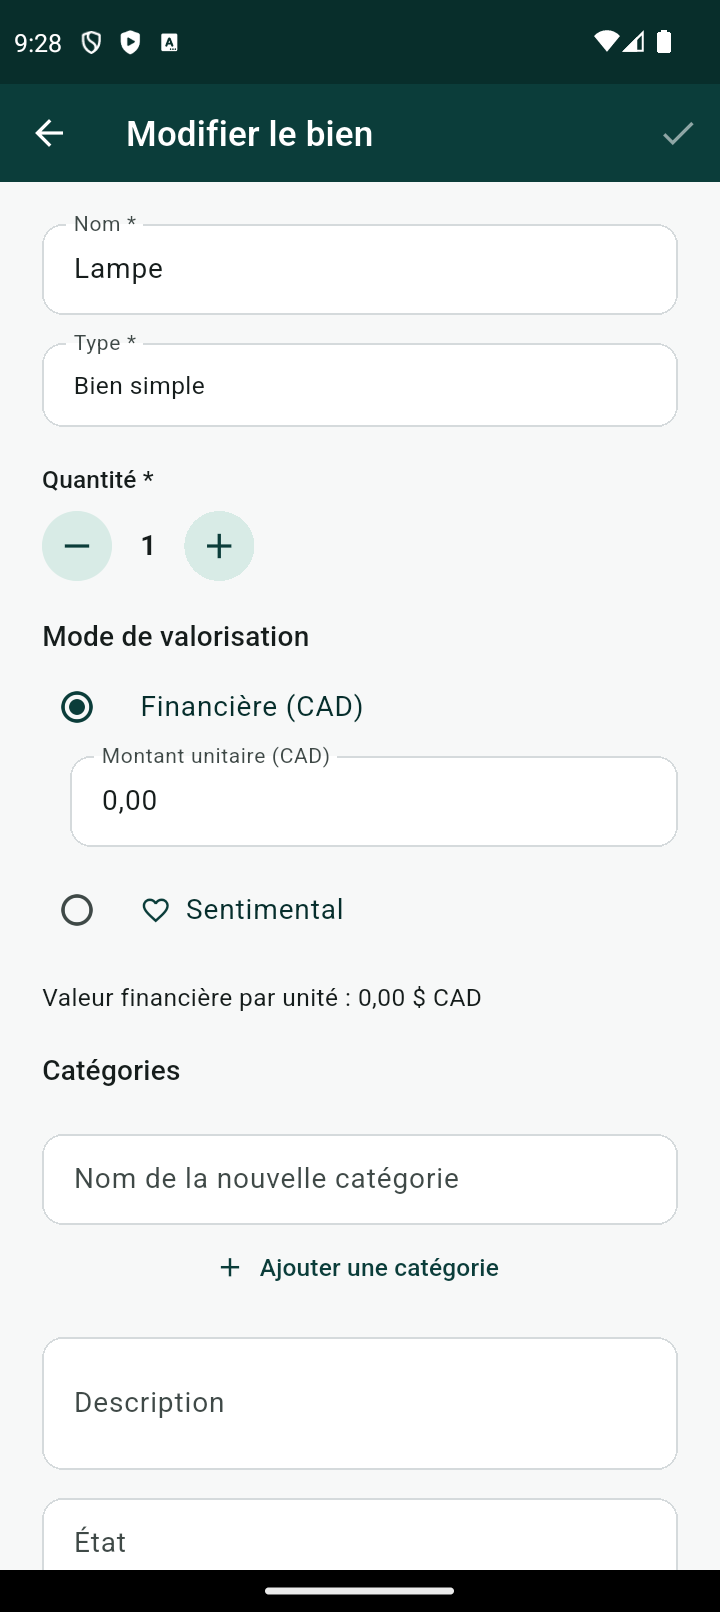 9:28
Modifier le bien
Nom *
Lampe
Type *
Bien simple
Quantité *
1
Mode de valorisation
Financière (CAD)
Montant unitaire (CAD)
0,00
Sentimental
Valeur financière par unité : 0,00 $ CAD
Catégories
Nom de la nouvelle catégorie
Ajouter une catégorie
Description
État